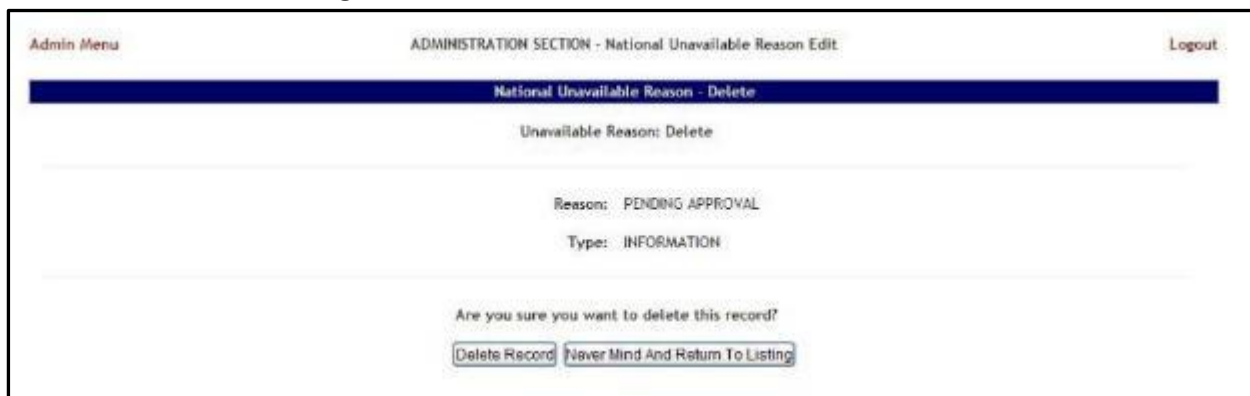 Admin Menu ADMINISTRATION SECTION - National Unavailable Reason Edit Logout
National Unavailable Reason - Delete
Unavailable Reason: Delete
Reason: PENDING APPROVAL
Type: INFORMATION
Are you sure you want to delete this record?
Delete Record Never Mind And Return To Listing